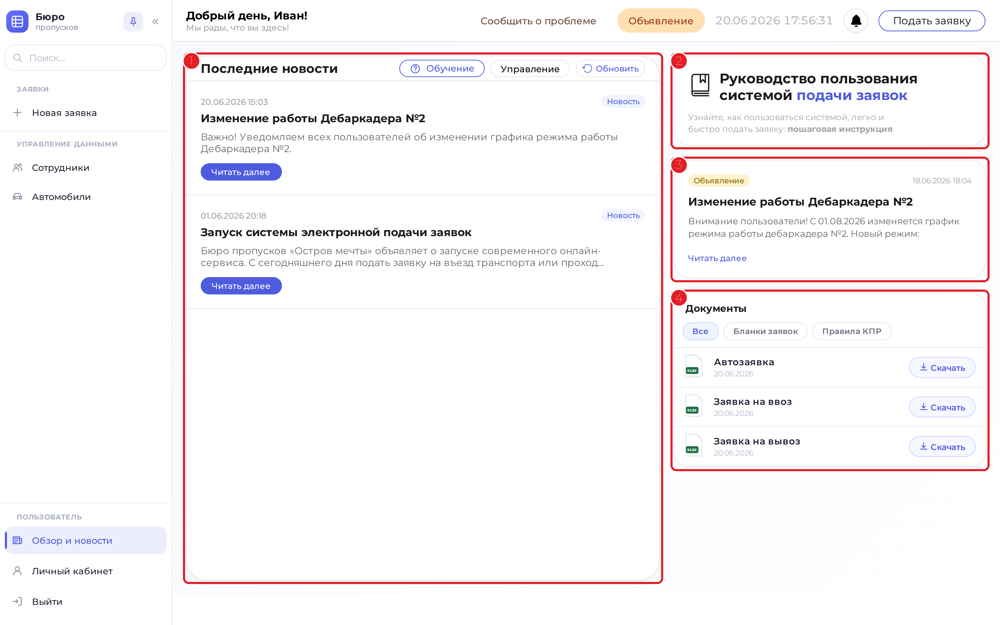 Бюро
пропусков
Поиск...
ЗАЯВКИ
Новая заявка
УПРАВЛЕНИЕ ДАННЫМИ
Сотрудники
Автомобили
ПОЛЬЗОВАТЕЛЬ
Обзор и новости
Личный кабинет
Выйти
Добрый день, Иван!
Мы рады, что вы здесь!
Сообщить о проблеме
Объявление
20.06.2026 17:56:31
Подать заявку
1
Последние новости
Обучение
Управление
Обновить
20.06.2026 15:03
Новость
Изменение работы Дебаркадера №2
Важно! Уведомляем всех пользователей об изменении графика режима работы
Дебаркадера №2.
Читать далее
01.06.2026 20:18
Новость
Запуск системы электронной подачи заявок
Бюро пропусков «Остров мечты» объявляет о запуске современного онлайн-
сервиса. С сегодняшнего дня подать заявку на въезд транспорта или проход...
Читать далее
2
Руководство пользования
системой подачи заявок
Узнайте, как пользоваться системой, легко и
быстро подать заявку: пошаговая инструкция
3
Объявление
18.06.2026 18:04
Изменение работы Дебаркадера №2
Внимание пользователи! С 01.08.2026 изменяется график
режима работы дебаркадера №2. Новый режим:
Читать далее
4
Документы
Все
Бланки заявок
Правила КПР
XLSX
Автозаявка
20.06.2026
Скачать
XLSX
Заявка на ввоз
20.06.2026
Скачать
XLSX
Заявка на вывоз
20.06.2026
Скачать